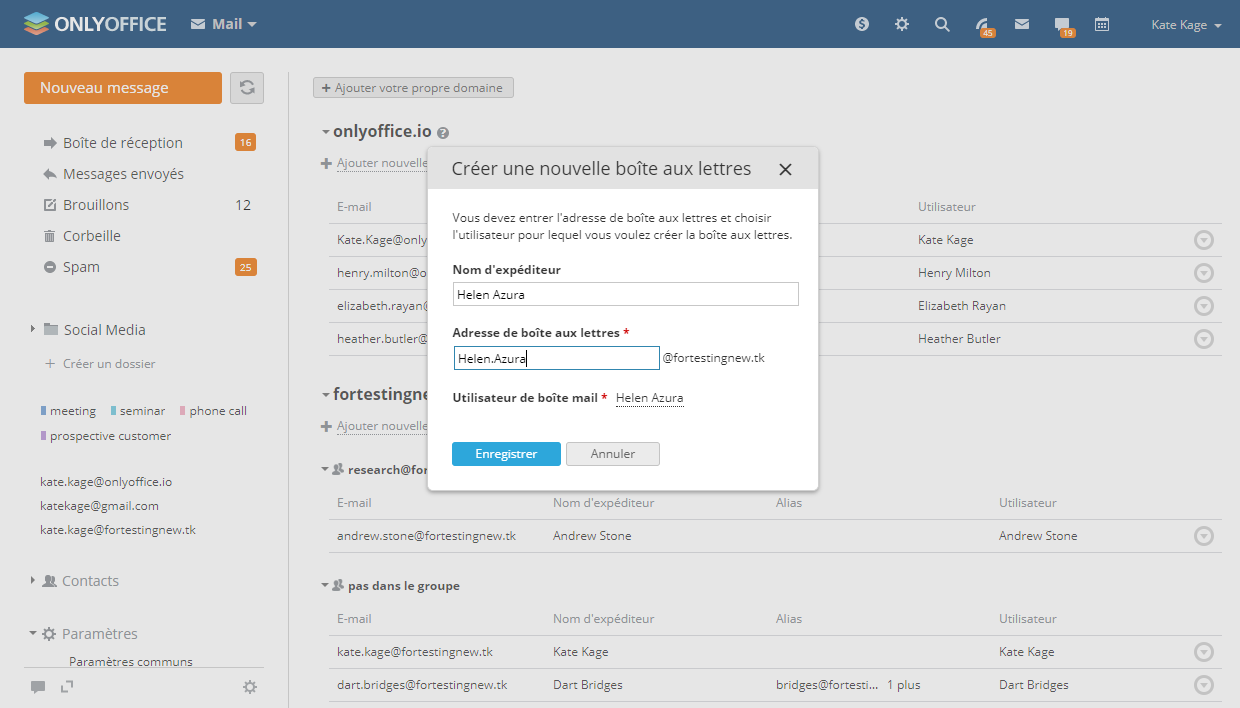 ONLYOFFICE Mail 45 19 Kate Kage
Nouveau message
Boîte de réception 16
Messages envoyés
Brouillons 12
Corbeille
Spam 25
Social Media
Créer un dossier
meeting seminar phone call
prospective customer
kate.kage@onlyoffice.io
katekage@gmail.com
kate.kage@fortestingnew.tk
Contacts
Paramètres
Paramètres communs
+ Ajouter votre propre domaine
onlyoffice.io ?
Ajouter nouvelle
E-mail Utilisateur
Kate.Kage@only Kate Kage
henry.milton@o Henry Milton
elizabeth.rayan@ Elizabeth Rayan
heather.butler@ Heather Butler
fortestingne
Ajouter nouvelle
research@for
E-mail Nom d'expéditeur Alias Utilisateur
andrew.stone@fortestingnew.tk Andrew Stone Andrew Stone
pas dans le groupe
E-mail Nom d'expéditeur Alias Utilisateur
kate.kage@fortestingnew.tk Kate Kage Kate Kage
dart.bridges@fortestingnew.tk Dart Bridges bridges@fortesti... 1 plus Dart Bridges
Créer une nouvelle boîte aux lettres
Vous devez entrer l'adresse de boîte aux lettres et choisir
l'utilisateur pour lequel vous voulez créer la boîte aux lettres.
Nom d'expéditeur
Helen Azura
Adresse de boîte aux lettres *
Helen.Azura @fortestingnew.tk
Utilisateur de boîte mail * Helen Azura
Enregistrer Annuler